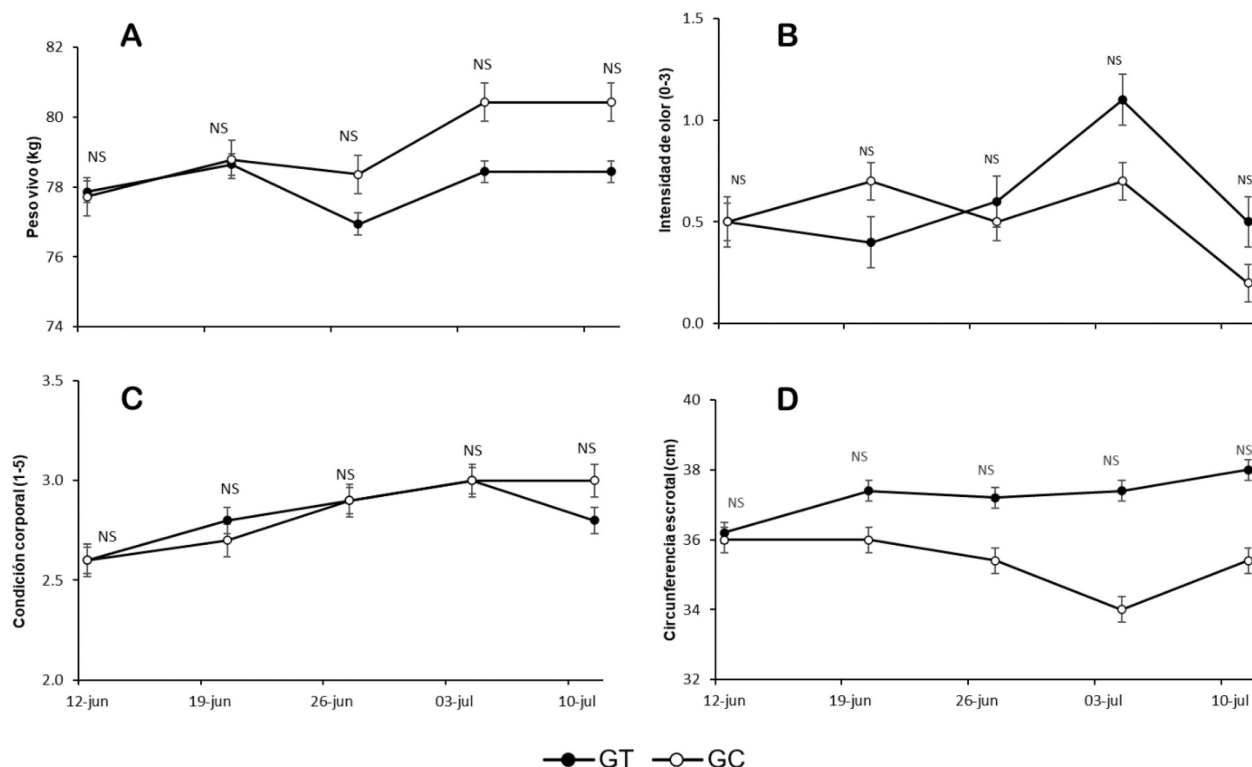 A
Peso vivo (kg)
82
80
78
76
74
NS
NS
NS
NS
NS
B
Intensidad de olor (0-3)
1.5
1.0
0.5
0.0
NS
NS
NS
NS
NS
C
Condición corporal (1-5)
3.5
3.0
2.5
2.0
NS
NS
NS
NS
NS
12-jun
19-jun
26-jun
03-jul
10-jul
D
Circunferencia escrotal (cm)
40
38
36
34
32
NS
NS
NS
NS
NS
12-jun
19-jun
26-jun
03-jul
10-jul
GT
GC